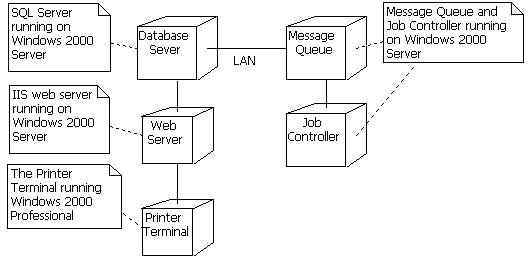 SQL Server
running on
Windows 2000
Server
Database
Sever
LAN
Message
Queue
Message Queue and
Job Controller running
on Windows 2000
Server
IIS web server
running on
Windows 2000
Server
Web
Server
Job
Controller
The Printer
Terminal running
Windows 2000
Professional
Printer
Terminal